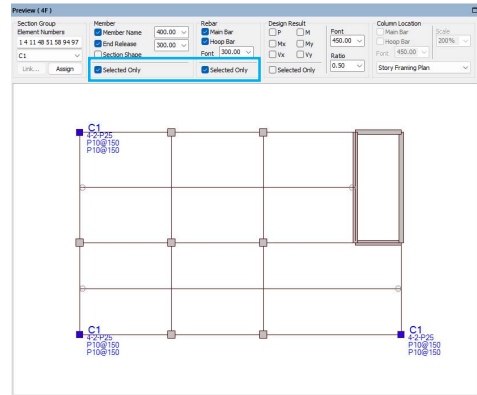 Preview ( 4F )
Section Group
Element Numbers
1 4 11 48 51 58 94 97
C1
Link...
Assign
Member
Member Name
400.00
End Release
300.00
Section Shape
Selected Only
Rebar
Main Bar
Hoop Bar
Font 300.00
Selected Only
Design Result
P M
Mx My
Vx Vy
Selected Only
Font
450.00
Ratio
0.50
Column Location
Main Bar
Hoop Bar
Font 450.00
Scale
200%
Story Framing Plan
C1
4-2-P25
P10@150
P10@150
C1
4-2-P25
P10@150
P10@150
C1
4-2-P25
P10@150
P10@150